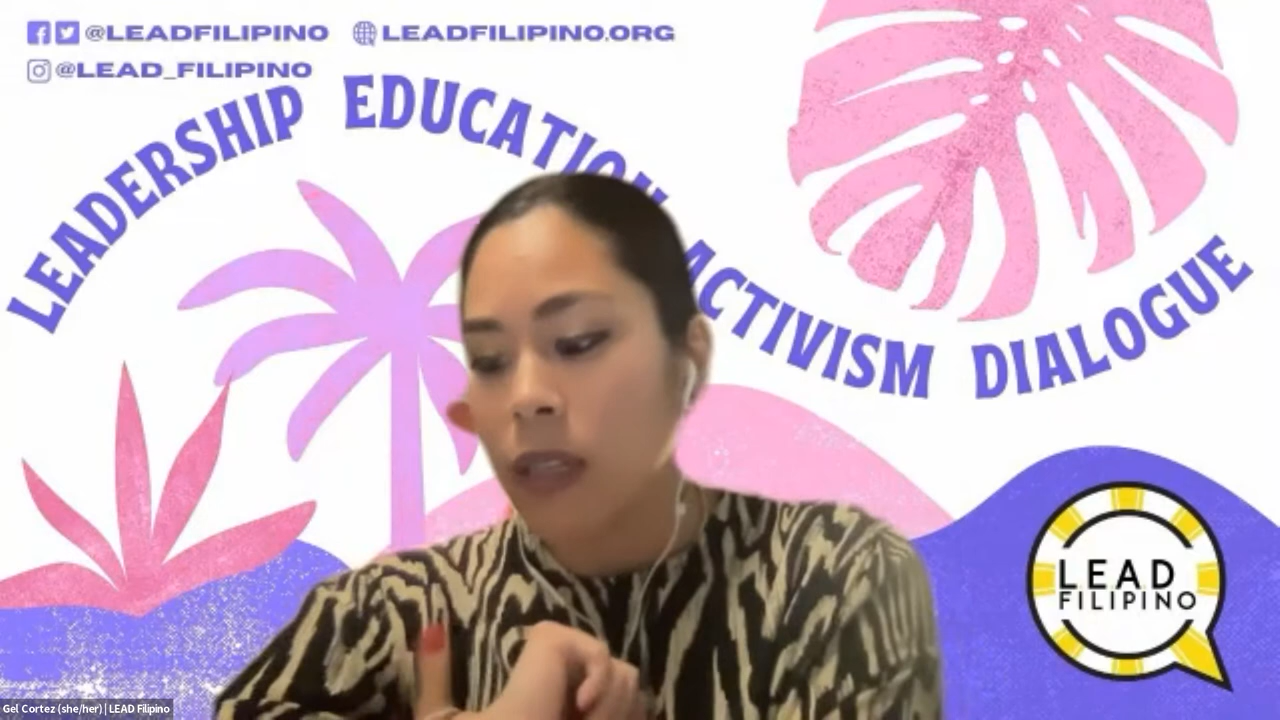 @LEADFILIPINO LEADFILIPINO.ORG
@LEAD_FILIPINO
LEADERSHIP EDUCATION ACTIVISM DIALOGUE
LEAD
FILIPINO
Gel Cortez (she/her) | LEAD Filipino